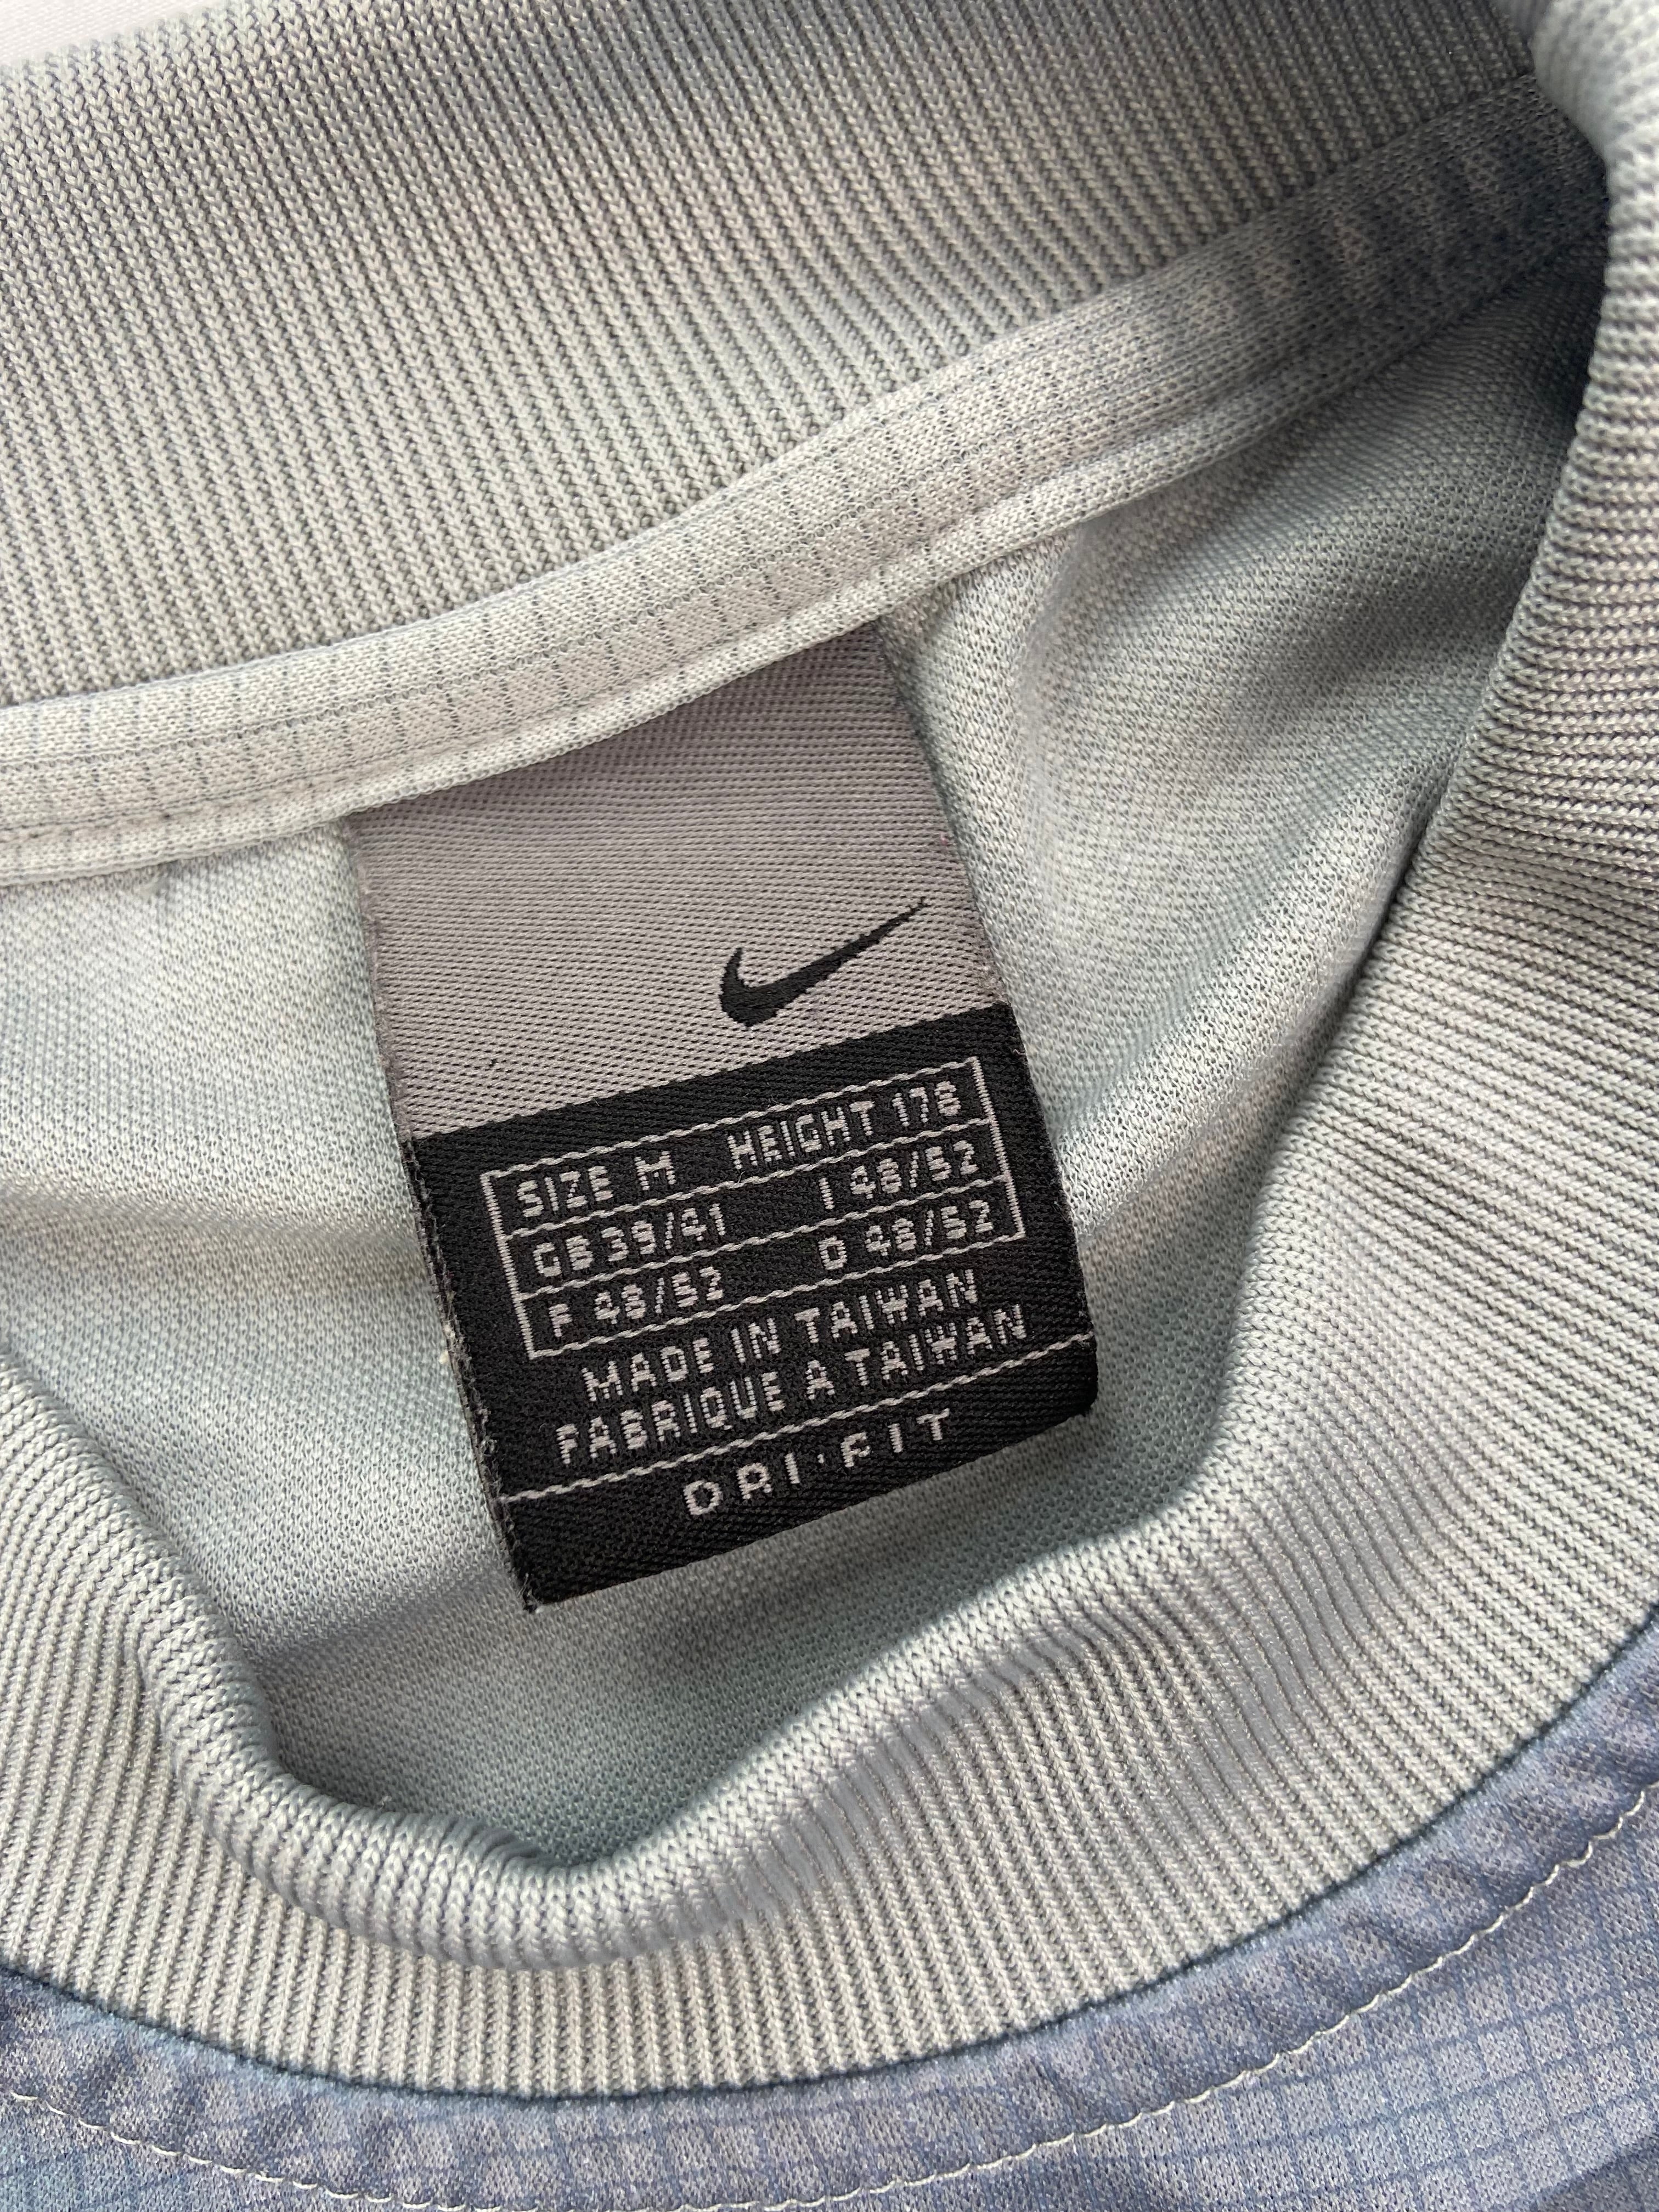 SIZE M HEIGHT 178
GB 39/41 I 48/52
F 48/52 D 48/52
MADE IN TAIWAN
FABRIQUE A TAIWAN
DRI·FIT